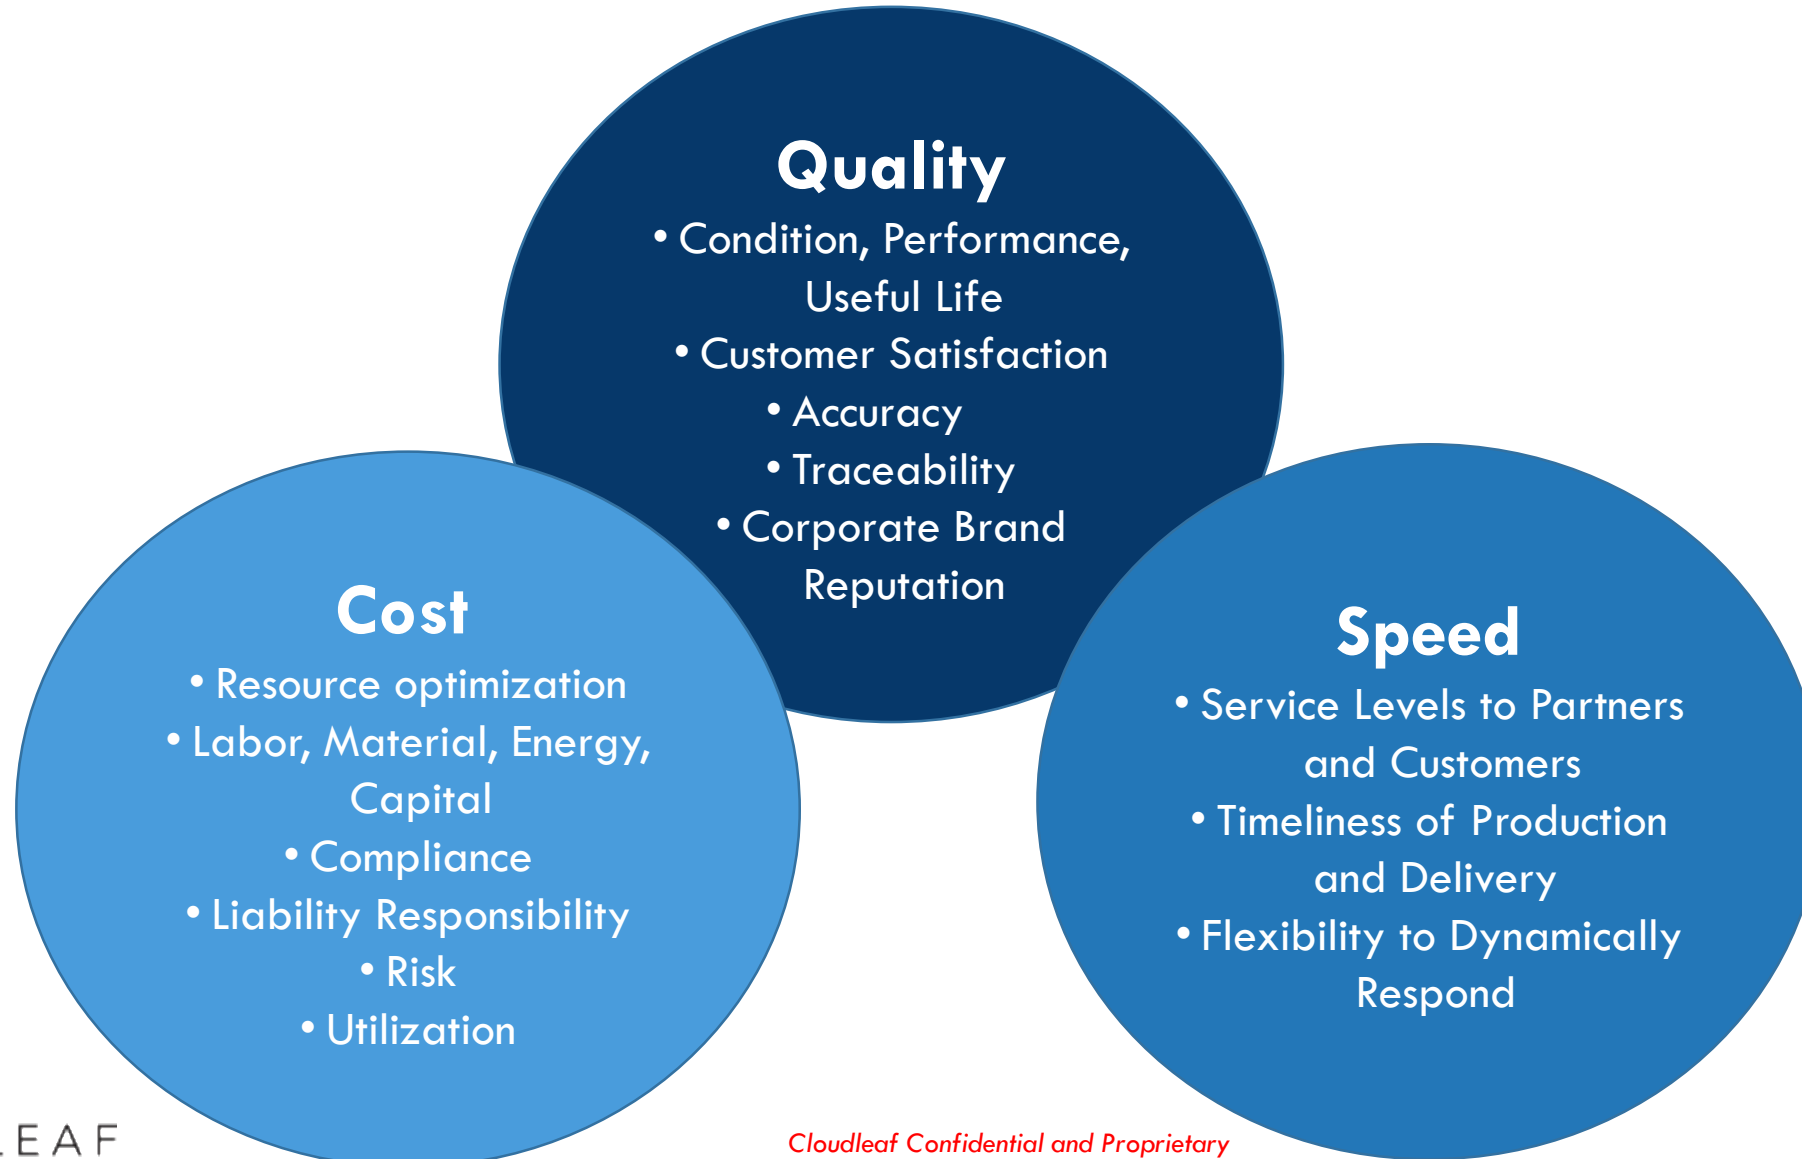 Quality
• Condition, Performance,
Useful Life
• Customer Satisfaction
• Accuracy
• Traceability
• Corporate Brand
Reputation
Cost
• Resource optimization
• Labor, Material, Energy,
Capital
• Compliance
• Liability Responsibility
• Risk
• Utilization
Speed
• Service Levels to Partners
and Customers
• Timeliness of Production
and Delivery
• Flexibility to Dynamically
Respond
LEAF
Cloudleaf Confidential and Proprietary